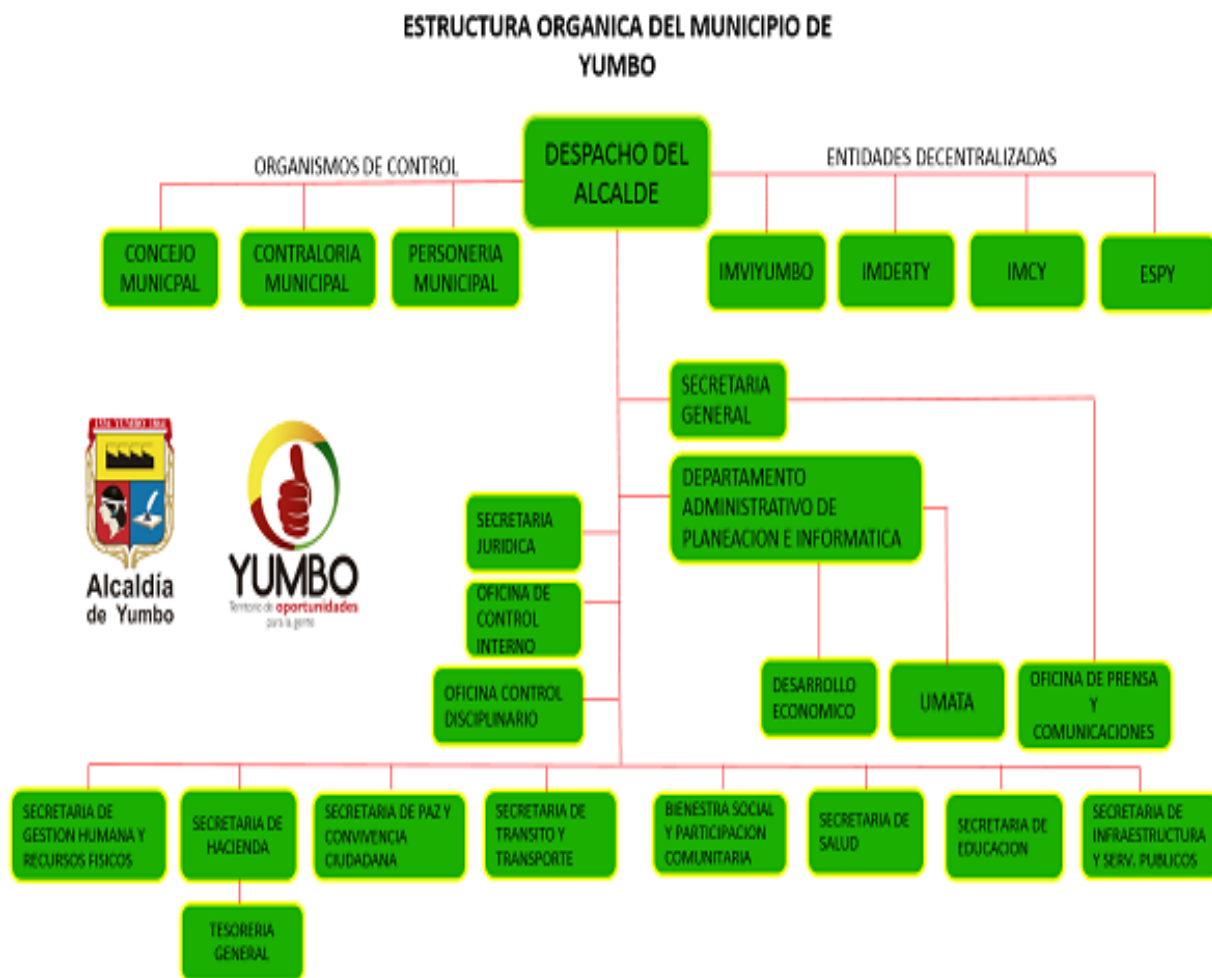 ESTRUCTURA ORGANICA DEL MUNICIPIO DE
YUMBO
DESPACHO DEL
ALCALDE
ORGANISMOS DE CONTROL
ENTIDADES DECENTRALIZADAS
CONCEJO
MUNICPAL
CONTRALORIA
MUNICIPAL
PERSONERIA
MUNICIPAL
IMVIYUMBO
IMDERTY
IMCY
ESPY
SECRETARIA
GENERAL
DEPARTAMENTO
ADMINISTRATIVO DE
PLANEACION E INFORMATICA
SECRETARIA
JURIDICA
OFICINA DE
CONTROL
INTERNO
OFICINA CONTROL
DISCIPLINARIO
Alcaldía
de Yumbo
YUMBO
Territorio de oportunidades
para la gente
DESARROLLO
ECONOMICO
UMATA
OFICINA DE PRENSA
Y
COMUNICACIONES
SECRETARIA DE
GESTION HUMANA Y
RECURSOS FISICOS
SECRETARIA DE
HACIENDA
SECRETARIA DE PAZ Y
CONVIVENCIA
CIUDADANA
SECRETARIA DE
TRANSITO Y
TRANSPORTE
BIENESTRA SOCIAL
Y PARTICIPACION
COMUNITARIA
SECRETARIA DE
SALUD
SECRETARIA DE
EDUCACION
SECRETARIA DE
INFRAESTRUCTURA
Y SERV. PUBLICOS
TESORERIA
GENERAL